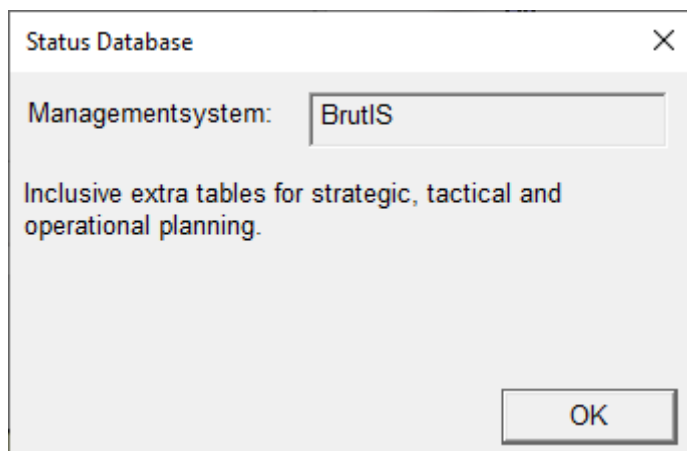 Status Database
Managementsystem: BrutIS
Inclusive extra tables for strategic, tactical and
operational planning.
OK